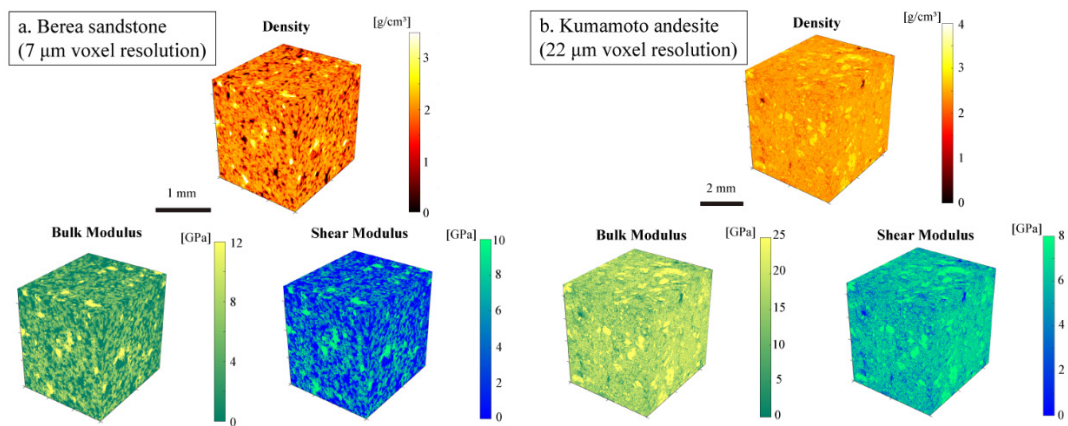 a. Berea sandstone
(7 μm voxel resolution)
Density
[g/cm³]
3
2
1
0
1 mm
Bulk Modulus
[GPa]
12
8
4
0
Shear Modulus
[GPa]
10
8
6
4
2
0
b. Kumamoto andesite
(22 μm voxel resolution)
Density
[g/cm³]
4
3
2
1
0
2 mm
Bulk Modulus
[GPa]
25
20
15
10
5
0
Shear Modulus
[GPa]
8
6
4
2
0